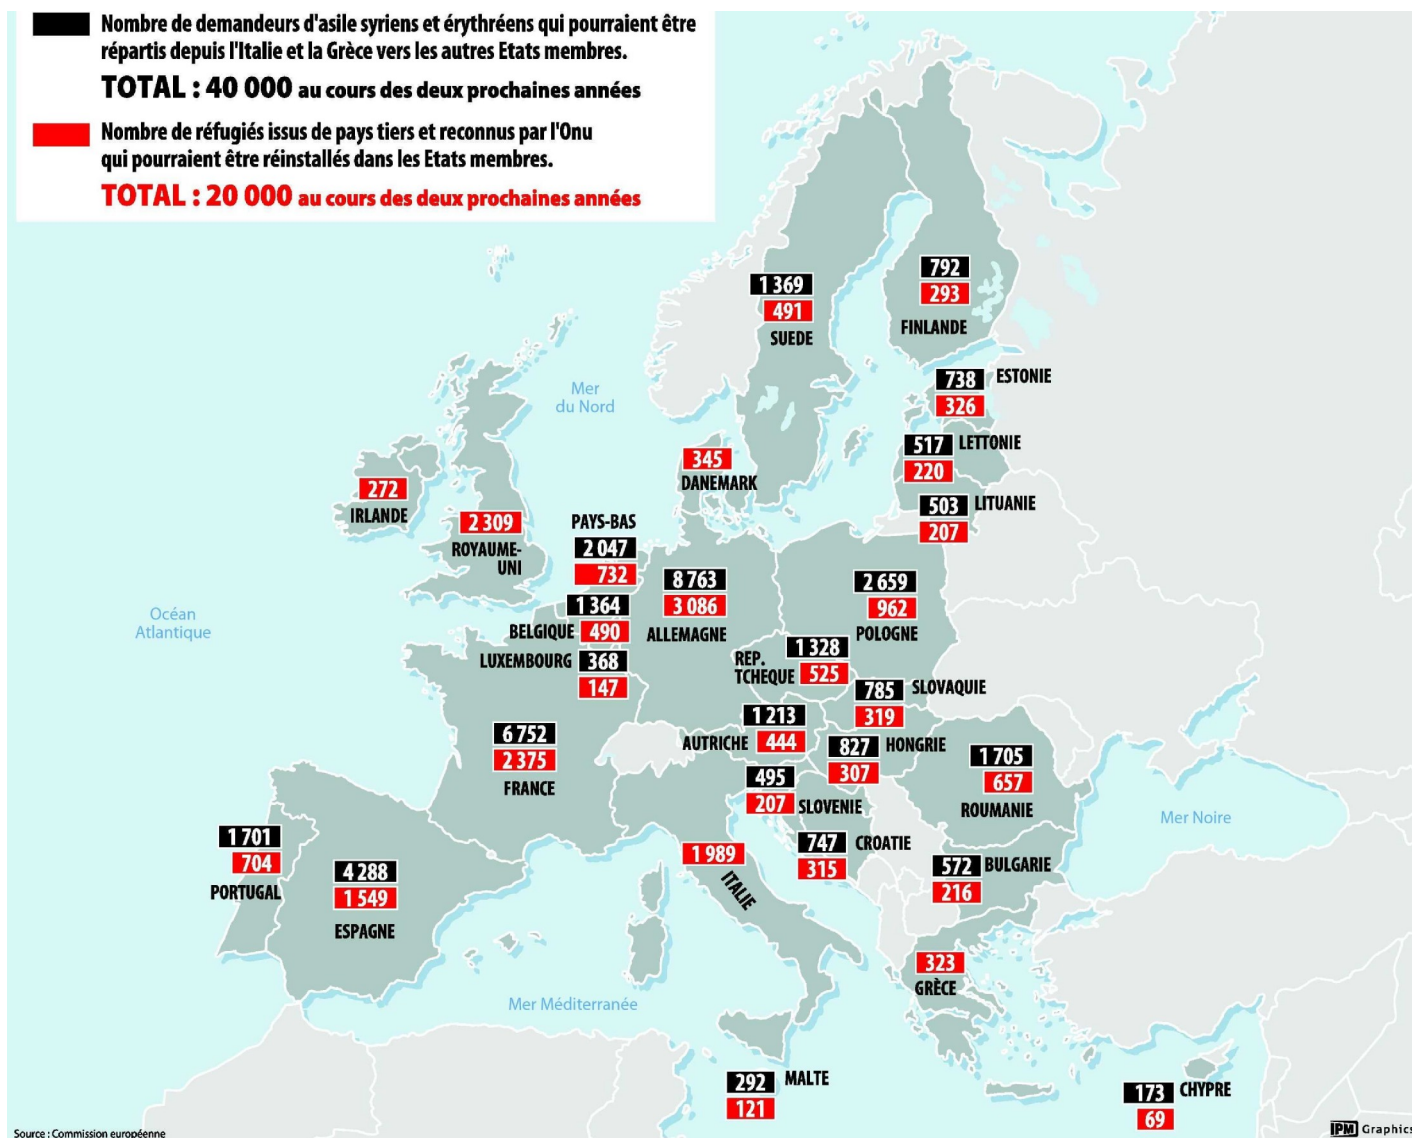 Nombre de demandeurs d'asile syriens et érythréens qui pourraient être
répartis depuis l'Italie et la Grèce vers les autres Etats membres.
TOTAL : 40 000 au cours des deux prochaines années
Nombre de réfugiés issus de pays tiers et reconnus par l'Onu
qui pourraient être réinstallés dans les Etats membres.
TOTAL : 20 000 au cours des deux prochaines années
1 369
491
SUEDE
792
293
FINLANDE
738
ESTONIE
326
517
LETTONIE
220
503
LITUANIE
207
Mer
du Nord
345
DANEMARK
272
IRLANDE
2 309
ROYAUME-
UNI
PAYS-BAS
2 047
732
1 364
BELGIQUE
490
LUXEMBOURG
368
147
8 763
3 086
ALLEMAGNE
2 659
962
POLOGNE
Océan
Atlantique
1 328
REP.
TCHEQUE
525
785
SLOVAQUIE
319
1 213
AUTRICHE
444
827
HONGRIE
307
6 752
2 375
FRANCE
495
207
SLOVENIE
1 705
657
ROUMANIE
Mer Noire
747
CROATIE
315
1 701
704
PORTUGAL
4 288
1 549
ESPAGNE
1 989
ITALIE
572
BULGARIE
216
323
GRÈCE
Mer Méditerranée
292
MALTE
121
173
CHYPRE
69
Source : Commission européenne
IPM Graphics